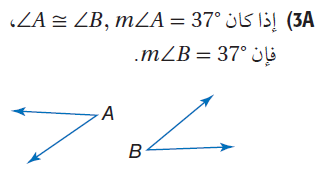 3A) إذا كان ∠A ≅ ∠B, m∠A = 37°،
فإن m∠B = 37°.
A
B